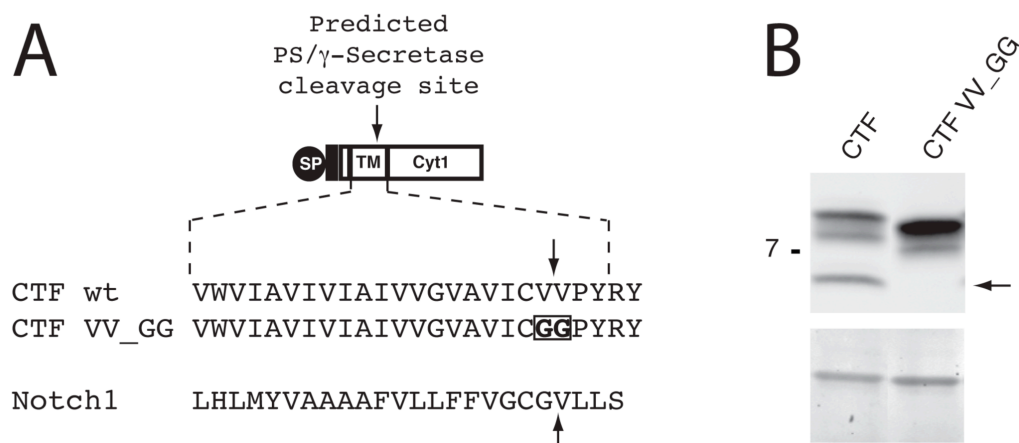 A
Predicted
PS/γ-Secretase
cleavage site
SP TM Cyt1
CTF wt VWVIAVIVIAIVVGVAVICVVPYRY
CTF VV_GG VWVIAVIVIAIVVGVAVICGGPYRY
Notch1 LHLMYVAAAAFVLLFFVGCGVLLS
B
CTF
CTF VV_GG
7